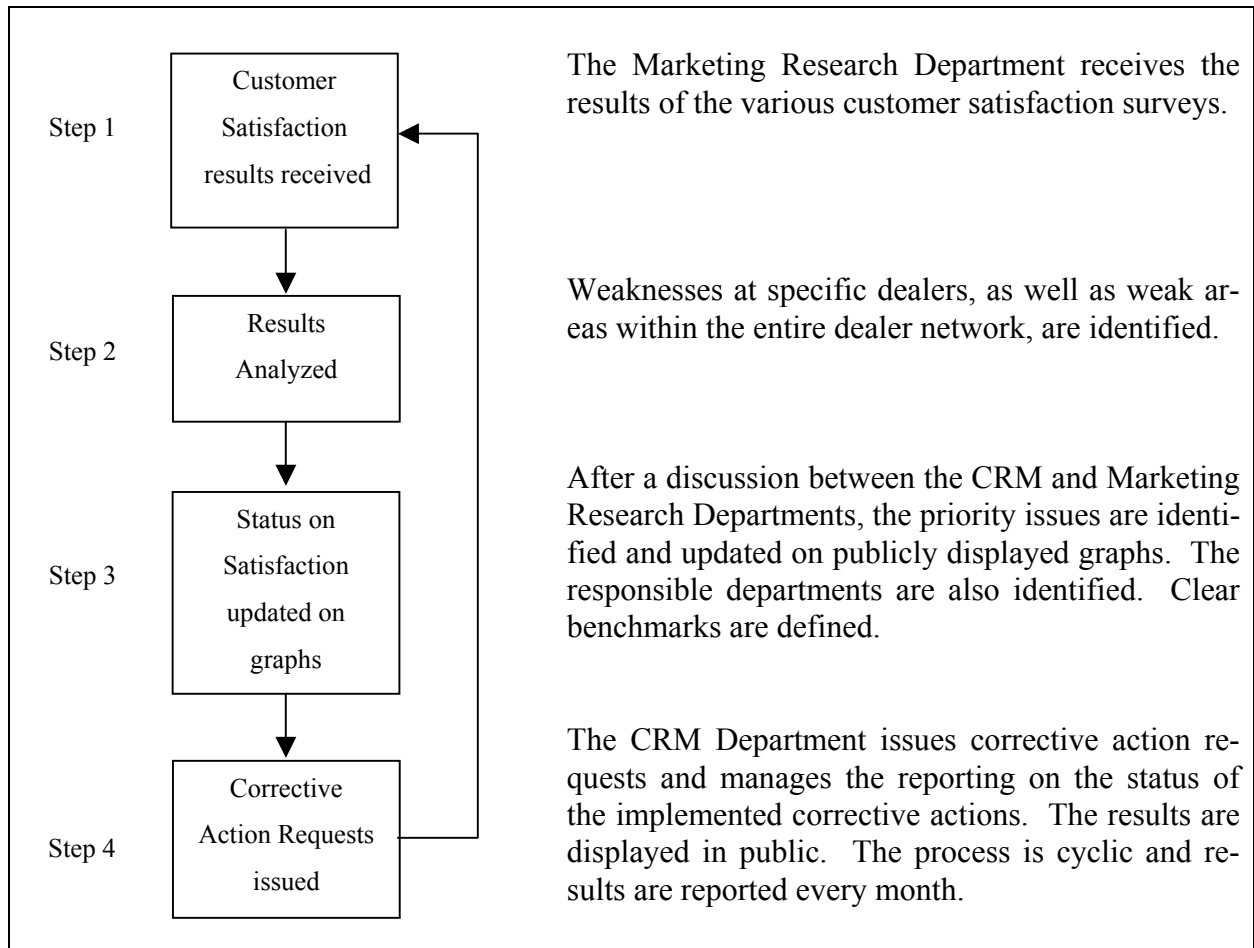 Step 1
Customer
Satisfaction
results received
The Marketing Research Department receives the
results of the various customer satisfaction surveys.
Step 2
Results
Analyzed
Weaknesses at specific dealers, as well as weak ar-
eas within the entire dealer network, are identified.
Step 3
Status on
Satisfaction
updated on
graphs
After a discussion between the CRM and Marketing
Research Departments, the priority issues are identi-
fied and updated on publicly displayed graphs. The
responsible departments are also identified. Clear
benchmarks are defined.
Step 4
Corrective
Action Requests
issued
The CRM Department issues corrective action re-
quests and manages the reporting on the status of
the implemented corrective actions. The results are
displayed in public. The process is cyclic and re-
sults are reported every month.